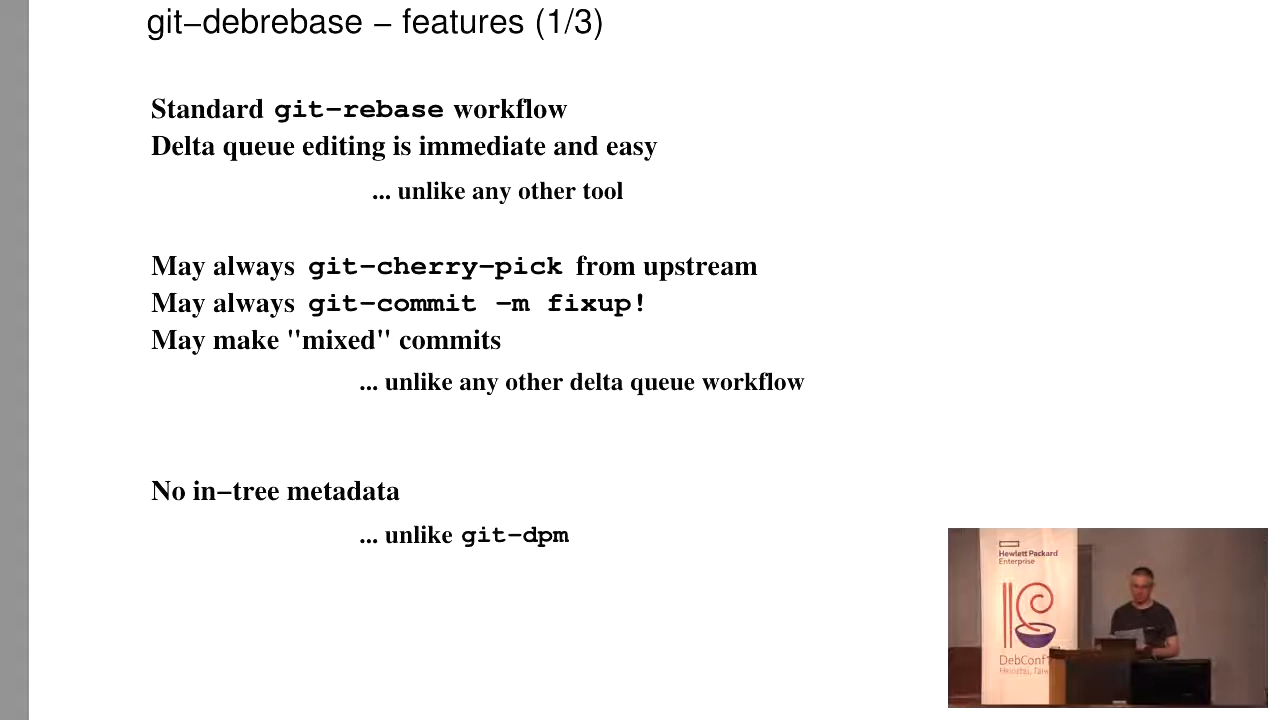 git−debrebase − features (1/3)
Standard git−rebase workflow
Delta queue editing is immediate and easy
... unlike any other tool
May always git−cherry−pick from upstream
May always git−commit −m fixup!
May make "mixed" commits
... unlike any other delta queue workflow
No in−tree metadata
... unlike git−dpm
Hewlett Packard
Enterprise
DebConf